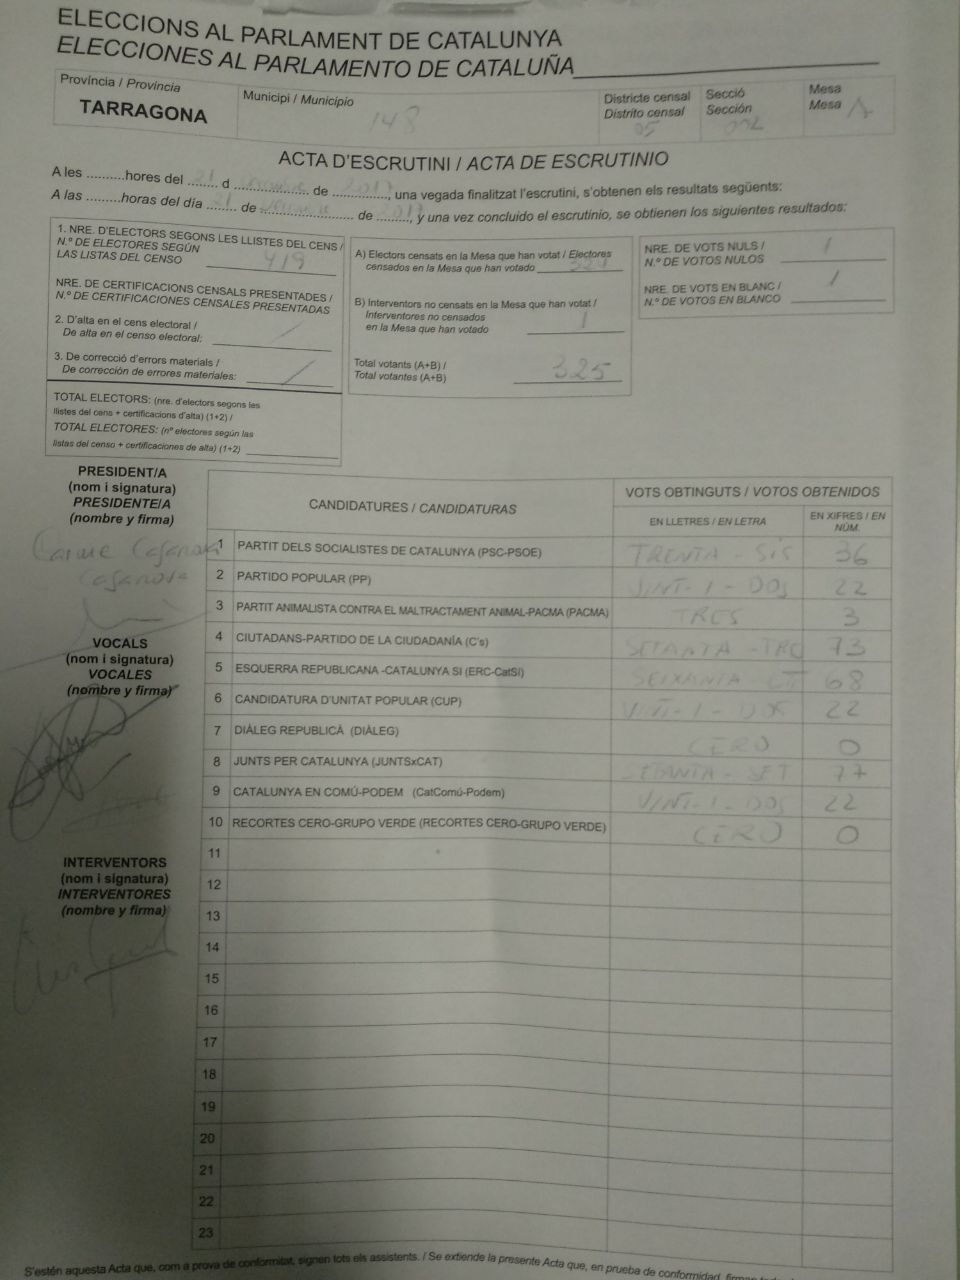 ELECCIONS AL PARLAMENT DE CATALUNYA
ELECCIONES AL PARLAMENTO DE CATALUÑA
Província / Provincia
TARRAGONA
Municipi / Municipio
148
Districte censal
Distrito censal
05
Secció
Sección
002
Mesa
Mesa A
ACTA D'ESCRUTINI / ACTA DE ESCRUTINIO
A les ..........hores del 21 d .................. de 2017, una vegada finalitzat l'escrutini, s'obtenen els resultats següents:
A las .........horas del día 21 de .................. de 2017, y una vez concluido el escrutinio, se obtienen los siguientes resultados:
1. NRE. D'ELECTORS SEGONS LES LLISTES DEL CENS /
N.º DE ELECTORES SEGÚN
LAS LISTAS DEL CENSO 419
NRE. DE CERTIFICACIONS CENSALS PRESENTADES /
N.º DE CERTIFICACIONES CENSALES PRESENTADAS
2. D'alta en el cens electoral /
De alta en el censo electoral: /
3. De correcció d'errors materials /
De corrección de errores materiales: /
TOTAL ELECTORS: (nre. d'electors segons les
llistes del cens + certificacions d'alta) (1+2) /
TOTAL ELECTORES: (nº electores según las
listas del censo + certificaciones de alta) (1+2)
A) Electors censats en la Mesa que han votat / Electores
censados en la Mesa que han votado 324
B) Interventors no censats en la Mesa que han votat /
Interventores no censados
en la Mesa que han votado 1
Total votants (A+B) /
Total votantes (A+B) 325
NRE. DE VOTS NULS /
N.º DE VOTOS NULOS 1
NRE. DE VOTS EN BLANC /
N.º DE VOTOS EN BLANCO 1
PRESIDENT/A
(nom i signatura)
PRESIDENTE/A
(nombre y firma)
Carme Casanova
Casanova
VOCALS
(nom i signatura)
VOCALES
(nombre y firma)
INTERVENTORS
(nom i signatura)
INTERVENTORES
(nombre y firma)
CANDIDATURES / CANDIDATURAS
VOTS OBTINGUTS / VOTOS OBTENIDOS
EN LLETRES / EN LETRA
EN XIFRES / EN NÚM.
1 PARTIT DELS SOCIALISTES DE CATALUNYA (PSC-PSOE) TRENTA - SIS 36
2 PARTIDO POPULAR (PP) VINT- I - DOS 22
3 PARTIT ANIMALISTA CONTRA EL MALTRACTAMENT ANIMAL-PACMA (PACMA) TRES 3
4 CIUTADANS-PARTIDO DE LA CIUDADANÍA (C's) SETANTA - TRES 73
5 ESQUERRA REPUBLICANA -CATALUNYA SI (ERC-CatSí) SEIXANTA - 68
6 CANDIDATURA D'UNITAT POPULAR (CUP) VINT- I - DOS 22
7 DIÀLEG REPUBLICÀ (DIÀLEG) CERO 0
8 JUNTS PER CATALUNYA (JUNTSxCAT) SETANTA - SET 77
9 CATALUNYA EN COMÚ-PODEM (CatComú-Podem) VINT- I - DOS 22
10 RECORTES CERO-GRUPO VERDE (RECORTES CERO-GRUPO VERDE) CERO 0
11
12
13
14
15
16
17
18
19
20
21
22
23
S'estén aquesta Acta que, com a prova de conformitat, signen tots els assistents. / Se extiende la presente Acta que, en prueba de conformidad, firman